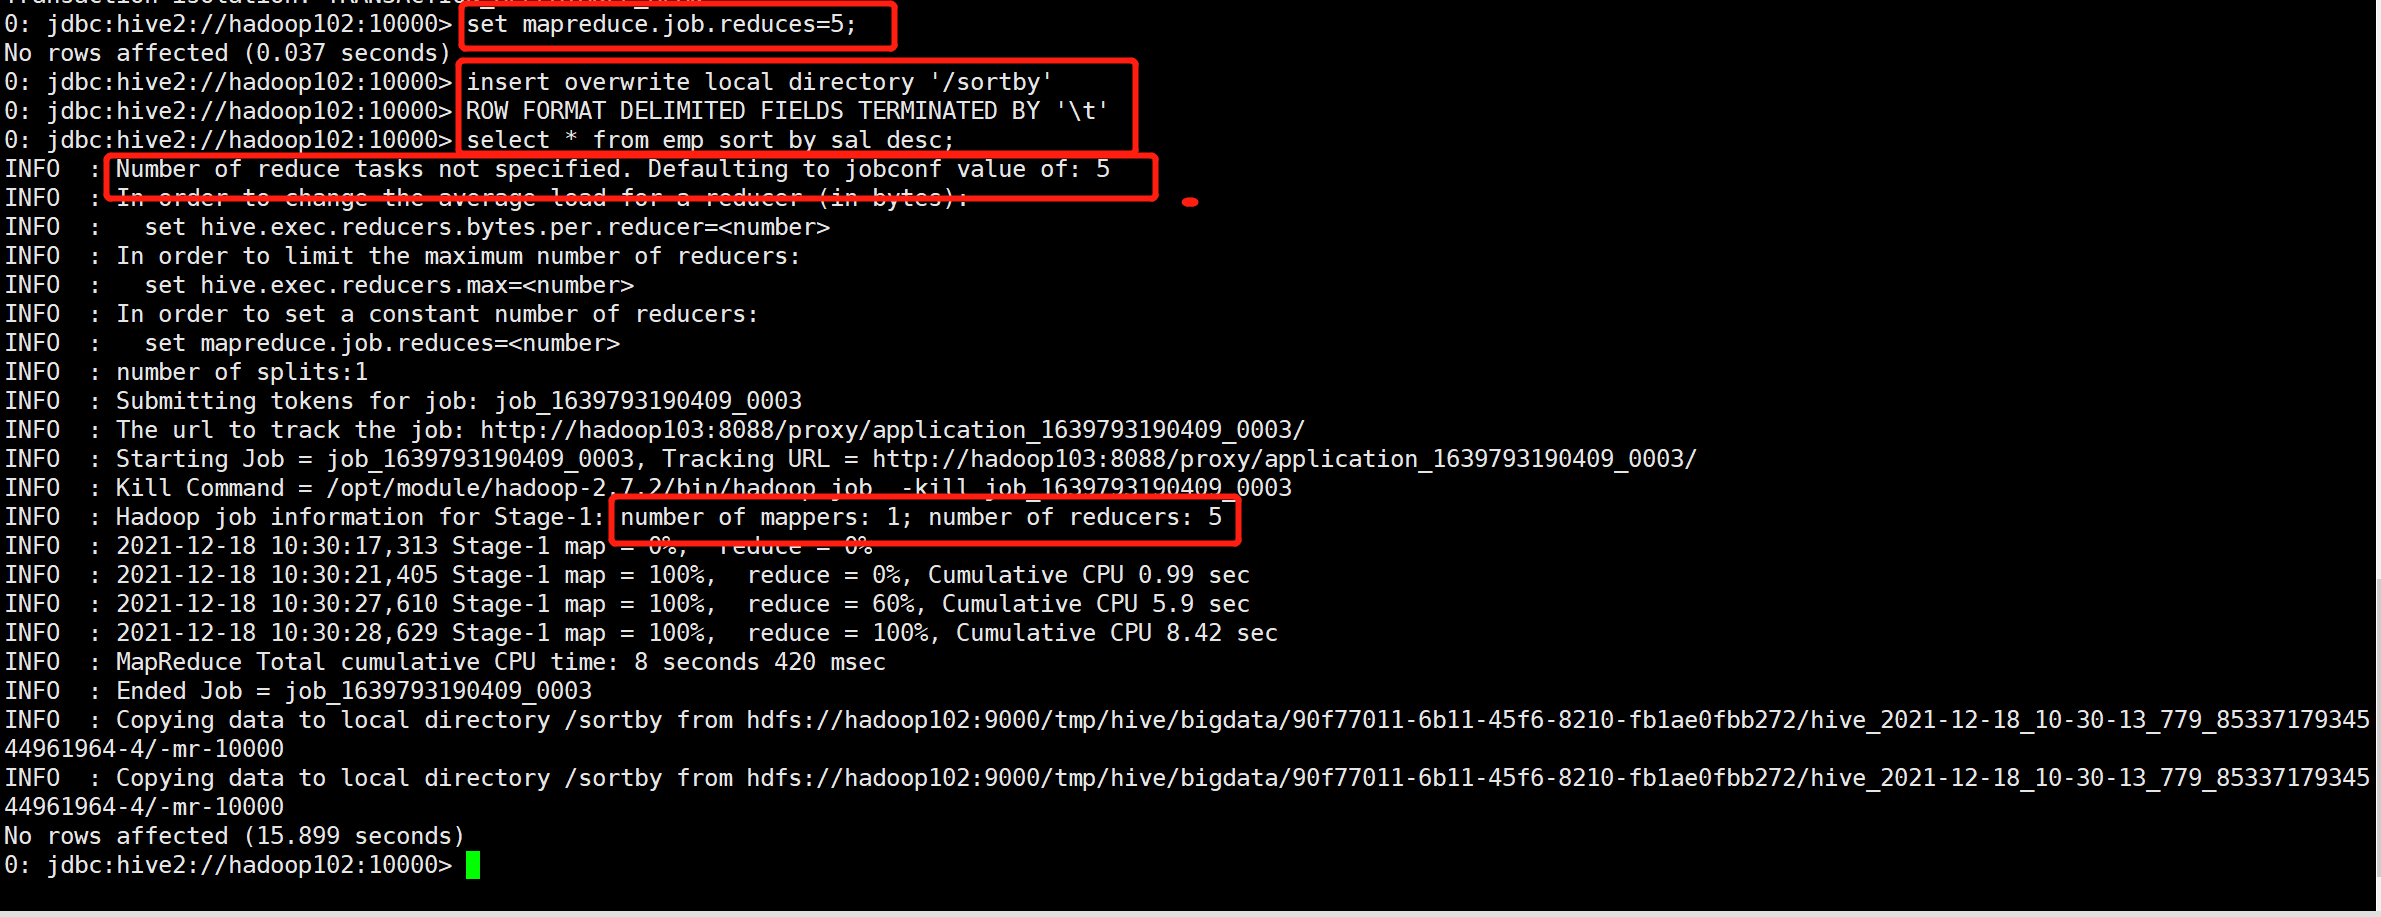 0: jdbc:hive2://hadoop102:10000> set mapreduce.job.reduces=5;
No rows affected (0.037 seconds)
0: jdbc:hive2://hadoop102:10000> insert overwrite local directory '/sortby'
0: jdbc:hive2://hadoop102:10000> ROW FORMAT DELIMITED FIELDS TERMINATED BY '\t'
0: jdbc:hive2://hadoop102:10000> select * from emp sort by sal desc;
INFO  : Number of reduce tasks not specified. Defaulting to jobconf value of: 5
INFO  : In order to change the average load for a reducer (in bytes):
INFO  :   set hive.exec.reducers.bytes.per.reducer=<number>
INFO  : In order to limit the maximum number of reducers:
INFO  :   set hive.exec.reducers.max=<number>
INFO  : In order to set a constant number of reducers:
INFO  :   set mapreduce.job.reduces=<number>
INFO  : number of splits:1
INFO  : Submitting tokens for job: job_1639793190409_0003
INFO  : The url to track the job: http://hadoop103:8088/proxy/application_1639793190409_0003/
INFO  : Starting Job = job_1639793190409_0003, Tracking URL = http://hadoop103:8088/proxy/application_1639793190409_0003/
INFO  : Kill Command = /opt/module/hadoop-2.7.2/bin/hadoop job  -kill job_1639793190409_0003
INFO  : Hadoop job information for Stage-1: number of mappers: 1; number of reducers: 5
INFO  : 2021-12-18 10:30:17,313 Stage-1 map = 0%,  reduce = 0%
INFO  : 2021-12-18 10:30:21,405 Stage-1 map = 100%,  reduce = 0%, Cumulative CPU 0.99 sec
INFO  : 2021-12-18 10:30:27,610 Stage-1 map = 100%,  reduce = 60%, Cumulative CPU 5.9 sec
INFO  : 2021-12-18 10:30:28,629 Stage-1 map = 100%,  reduce = 100%, Cumulative CPU 8.42 sec
INFO  : MapReduce Total cumulative CPU time: 8 seconds 420 msec
INFO  : Ended Job = job_1639793190409_0003
INFO  : Copying data to local directory /sortby from hdfs://hadoop102:9000/tmp/hive/bigdata/90f77011-6b11-45f6-8210-fb1ae0fbb272/hive_2021-12-18_10-30-13_779_85337179345
44961964-4/-mr-10000
INFO  : Copying data to local directory /sortby from hdfs://hadoop102:9000/tmp/hive/bigdata/90f77011-6b11-45f6-8210-fb1ae0fbb272/hive_2021-12-18_10-30-13_779_85337179345
44961964-4/-mr-10000
No rows affected (15.899 seconds)
0: jdbc:hive2://hadoop102:10000>